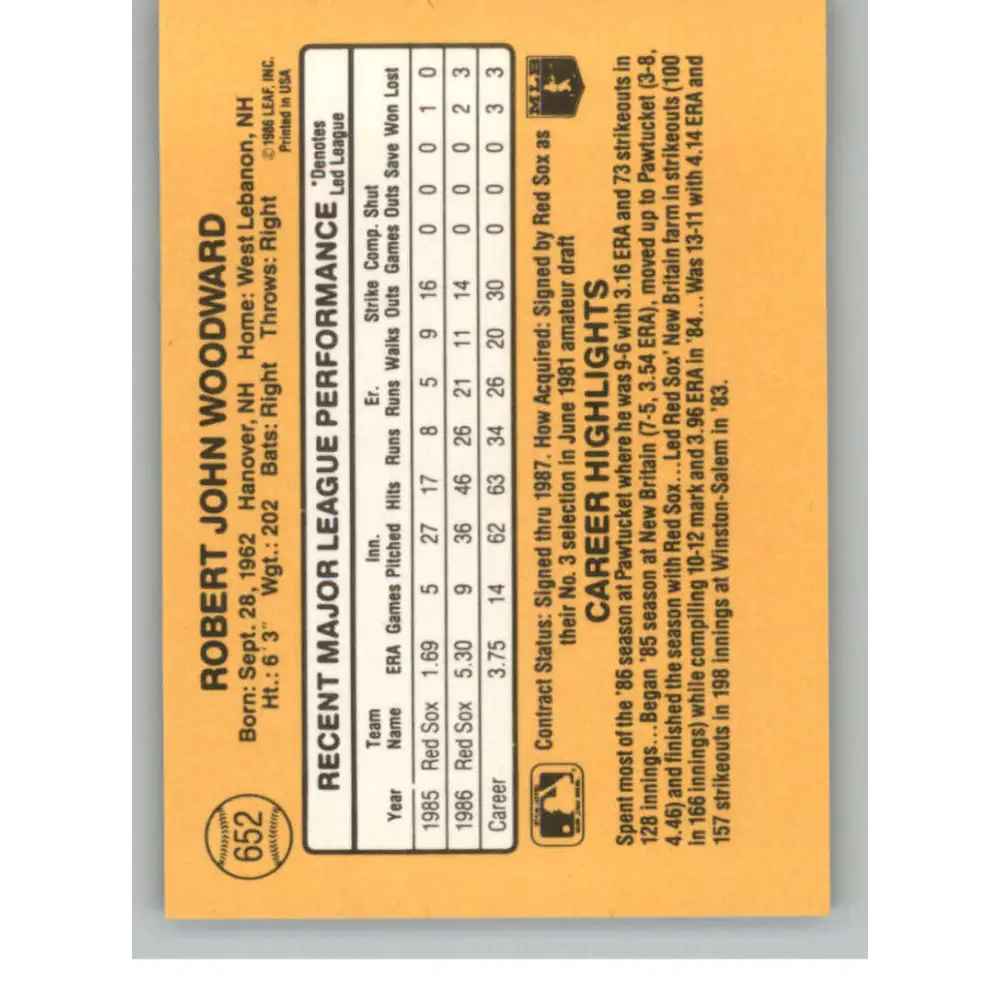 652
ROBERT JOHN WOODWARD
Born: Sept. 28, 1962 Hanover, NH Home: West Lebanon, NH
Ht.: 6'3" Wgt.: 202 Bats: Right Throws: Right
© 1986 LEAF, INC.
Printed in USA
RECENT MAJOR LEAGUE PERFORMANCE
*Denotes
Led League
Team Inn. Er. Strike Comp. Shut
Year Name ERA Games Pitched Hits Runs Runs Walks Outs Games Outs Save Won Lost
1985 Red Sox 1.69 5 27 17 8 5 9 16 0 0 0 1 0
1986 Red Sox 5.30 9 36 46 26 21 11 14 0 0 0 2 3
Career 3.75 14 62 63 34 26 20 30 0 0 0 3 3
Contract Status: Signed thru 1987. How Acquired: Signed by Red Sox as
their No. 3 selection in June 1981 amateur draft
MLB
CAREER HIGHLIGHTS
Spent most of the '86 season at Pawtucket where he was 9-6 with 3.16 ERA and 73 strikeouts in
128 innings...Began '85 season at New Britain (7-5, 3.54 ERA), moved up to Pawtucket (3-8,
4.46) and finished the season with Red Sox...Led Red Sox' New Britain farm in strikeouts (100
in 166 innings) while compiling 10-12 mark and 3.96 ERA in '84...Was 13-11 with 4.14 ERA and
157 strikeouts in 198 innings at Winston-Salem in '83.